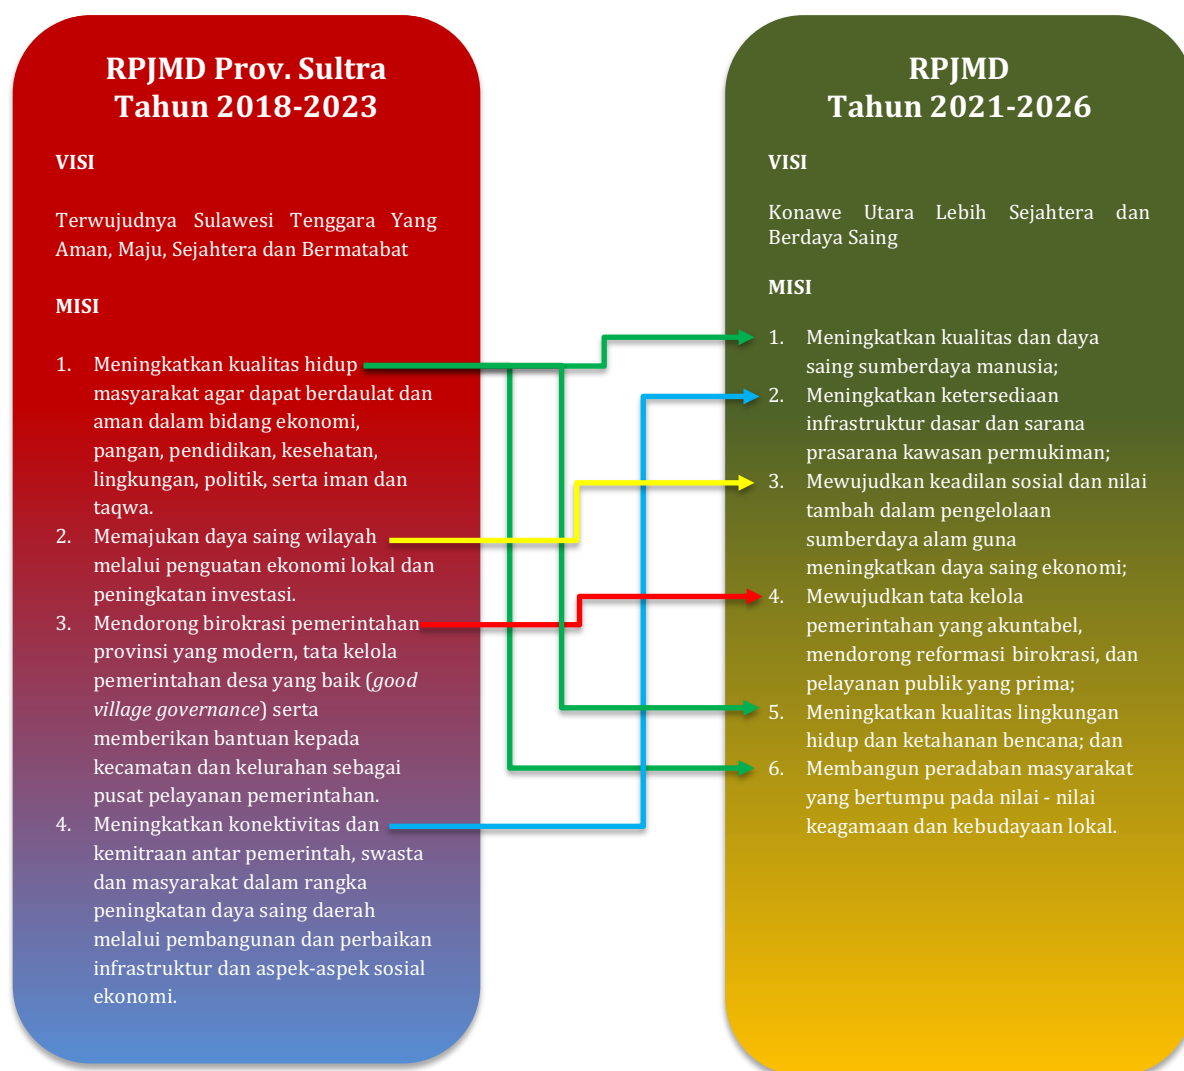 RPJMD Prov. Sultra
Tahun 2018-2023
VISI
Terwujudnya Sulawesi Tenggara Yang
Aman, Maju, Sejahtera dan Bermatabat
MISI
1. Meningkatkan kualitas hidup
masyarakat agar dapat berdaulat dan
aman dalam bidang ekonomi,
pangan, pendidikan, kesehatan,
lingkungan, politik, serta iman dan
taqwa.
2. Memajukan daya saing wilayah
melalui penguatan ekonomi lokal dan
peningkatan investasi.
3. Mendorong birokrasi pemerintahan
provinsi yang modern, tata kelola
pemerintahan desa yang baik (good
village governance) serta
memberikan bantuan kepada
kecamatan dan kelurahan sebagai
pusat pelayanan pemerintahan.
4. Meningkatkan konektivitas dan
kemitraan antar pemerintah, swasta
dan masyarakat dalam rangka
peningkatan daya saing daerah
melalui pembangunan dan perbaikan
infrastruktur dan aspek-aspek sosial
ekonomi.
RPJMD
Tahun 2021-2026
VISI
Konawe Utara Lebih Sejahtera dan
Berdaya Saing
MISI
1. Meningkatkan kualitas dan daya
saing sumberdaya manusia;
2. Meningkatkan ketersediaan
infrastruktur dasar dan sarana
prasarana kawasan permukiman;
3. Mewujudkan keadilan sosial dan nilai
tambah dalam pengelolaan
sumberdaya alam guna
meningkatkan daya saing ekonomi;
4. Mewujudkan tata kelola
pemerintahan yang akuntabel,
mendorong reformasi birokrasi, dan
pelayanan publik yang prima;
5. Meningkatkan kualitas lingkungan
hidup dan ketahanan bencana; dan
6. Membangun peradaban masyarakat
yang bertumpu pada nilai - nilai
keagamaan dan kebudayaan lokal.